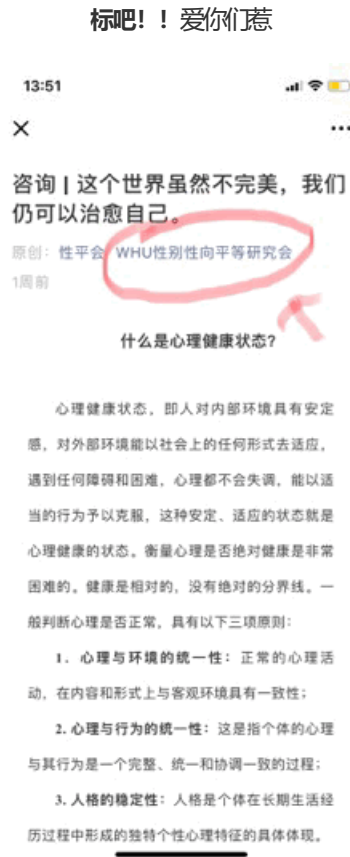 标吧！！爱你们惹
13:51
咨询 | 这个世界虽然不完美，我们
仍可以治愈自己。
原创：性平会 WHU性别性向平等研究会
1周前
什么是心理健康状态?
心理健康状态，即人对内部环境具有安定
感，对外部环境能以社会上的任何形式去适应，
遇到任何障碍和困难，心理都不会失调，能以适
当的行为予以克服，这种安定、适应的状态就是
心理健康的状态。衡量心理是否绝对健康是非常
困难的。健康是相对的，没有绝对的分界线。一
般判断心理是否正常，具有以下三项原则：
1．心理与环境的统一性：正常的心理活
动，在内容和形式上与客观环境具有一致性；
2. 心理与行为的统一性：这是指个体的心理
与其行为是一个完整、统一和协调一致的过程；
3. 人格的稳定性：人格是个体在长期生活经
历过程中形成的独特个性心理特征的具体体现。